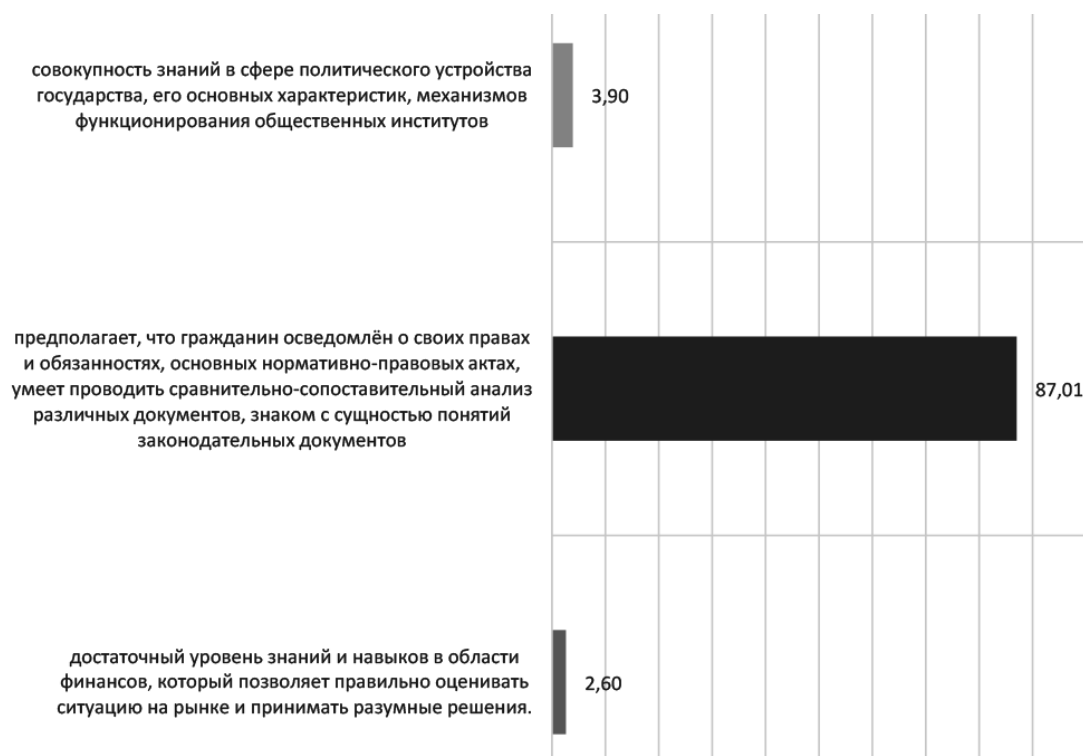 совокупность знаний в сфере политического устройства
государства, его основных характеристик, механизмов
функционирования общественных институтов
3,90
предполагает, что гражданин осведомлён о своих правах
и обязанностях, основных нормативно-правовых актах,
умеет проводить сравнительно-сопоставительный анализ
различных документов, знаком с сущностью понятий
законодательных документов
87,01
достаточный уровень знаний и навыков в области
финансов, который позволяет правильно оценивать
ситуацию на рынке и принимать разумные решения.
2,60